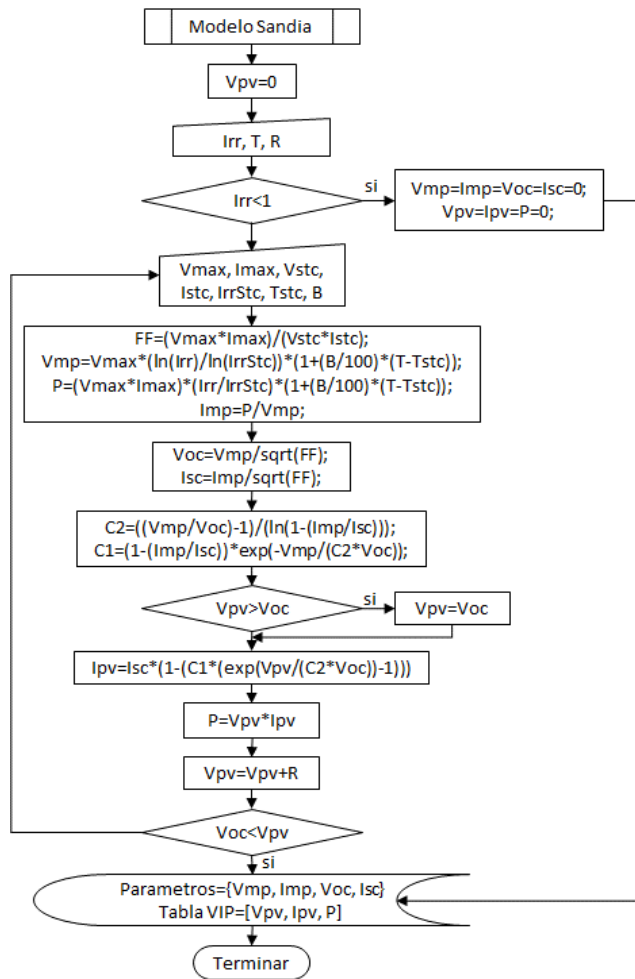 Modelo Sandia
Vpv=0
Irr, T, R
Irr<1
si
Vmp=Imp=Voc=Isc=0;
Vpv=Ipv=P=0;
Vmax, Imax, Vstc,
Istc, IrrStc, Tstc, B
FF=(Vmax*Imax)/(Vstc*Istc);
Vmp=Vmax*(ln(Irr)/ln(IrrStc))*(1+(B/100)*(T-Tstc));
P=(Vmax*Imax)*(Irr/IrrStc)*(1+(B/100)*(T-Tstc));
Imp=P/Vmp;
Voc=Vmp/sqrt(FF);
Isc=Imp/sqrt(FF);
C2=((Vmp/Voc)-1)/(ln(1-(Imp/Isc)));
C1=(1-(Imp/Isc))*exp(-Vmp/(C2*Voc));
Vpv>Voc
si
Vpv=Voc
Ipv=Isc*(1-(C1*(exp(Vpv/(C2*Voc))-1)))
P=Vpv*Ipv
Vpv=Vpv+R
Voc<Vpv
si
Parametros={Vmp, Imp, Voc, Isc}
Tabla VIP=[Vpv, Ipv, P]
Terminar